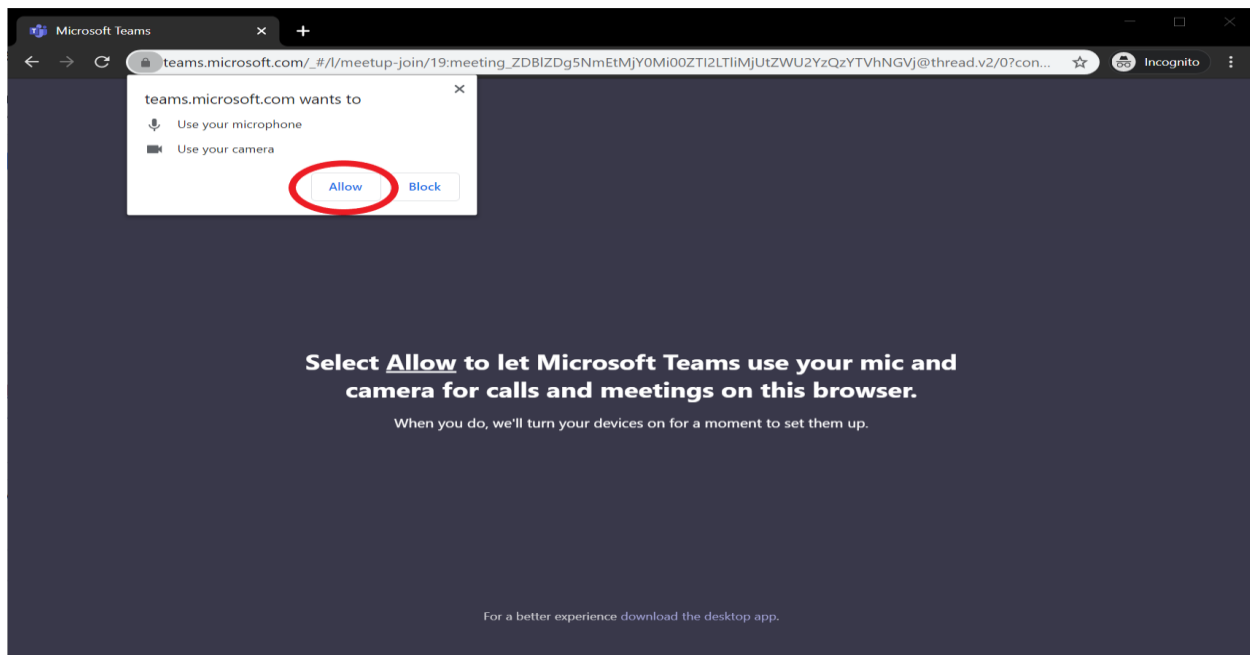 Microsoft Teams
teams.microsoft.com/_#/l/meetup-join/19:meeting_ZDBlZDg5NmEtMjY0Mi00ZTI2LTliMjUtZWU2YzQzYTVhNGVj@thread.v2/0?con...
Incognito
teams.microsoft.com wants to
Use your microphone
Use your camera
Allow Block
Select Allow to let Microsoft Teams use your mic and
camera for calls and meetings on this browser.
When you do, we'll turn your devices on for a moment to set them up.
For a better experience download the desktop app.